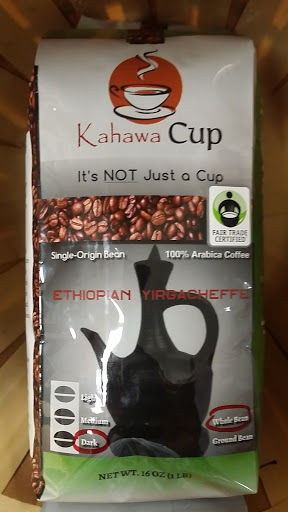 Kahawa Cup
It's NOT Just a Cup
FAIR TRADE
CERTIFIED
Single-Origin Bean 100% Arabica Coffee
ETHIOPIAN YIRGACHEFFE
Light
Medium
Dark
Whole Bean
Ground Bean
NET WT. 16 OZ (1 LB)